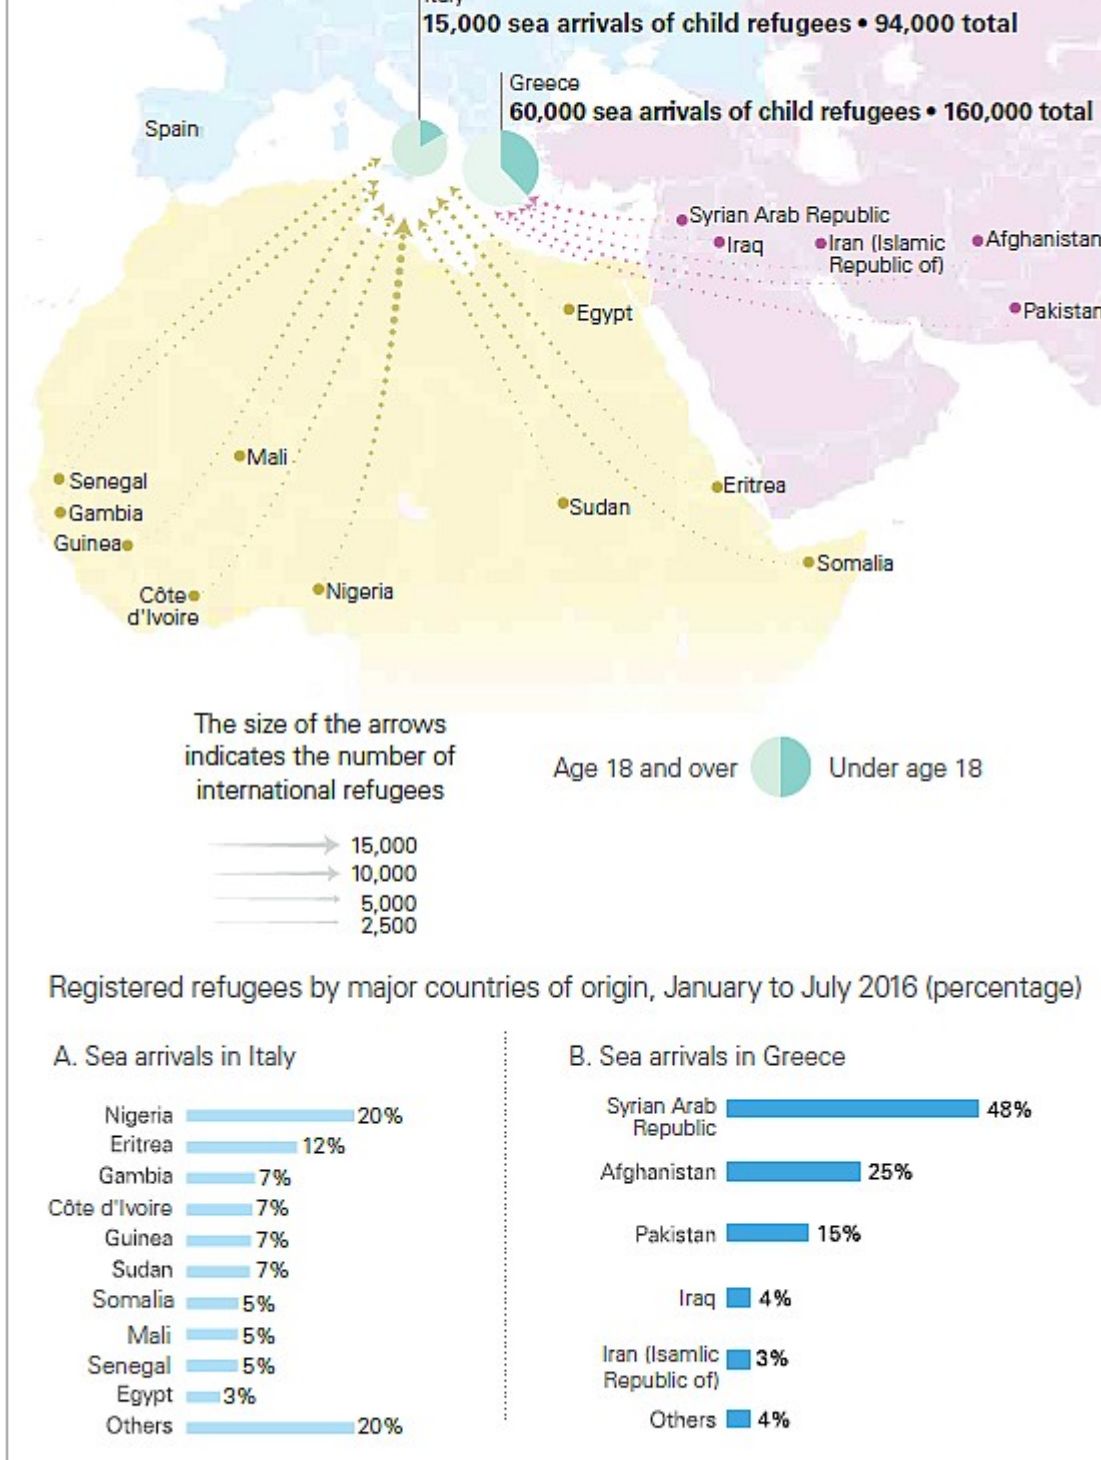 Italy
15,000 sea arrivals of child refugees • 94,000 total
Greece
60,000 sea arrivals of child refugees • 160,000 total
Spain
Syrian Arab Republic
Iraq
Iran (Islamic
Republic of)
Afghanistan
Pakistan
Egypt
Mali
Senegal
Gambia
Guinea
Côte
d'Ivoire
Nigeria
Sudan
Eritrea
Somalia
The size of the arrows
indicates the number of
international refugees
15,000
10,000
5,000
2,500
Age 18 and over
Under age 18
Registered refugees by major countries of origin, January to July 2016 (percentage)
A. Sea arrivals in Italy
Nigeria 20%
Eritrea 12%
Gambia 7%
Côte d'Ivoire 7%
Guinea 7%
Sudan 7%
Somalia 5%
Mali 5%
Senegal 5%
Egypt 3%
Others 20%
B. Sea arrivals in Greece
Syrian Arab
Republic 48%
Afghanistan 25%
Pakistan 15%
Iraq 4%
Iran (Isamlic
Republic of) 3%
Others 4%